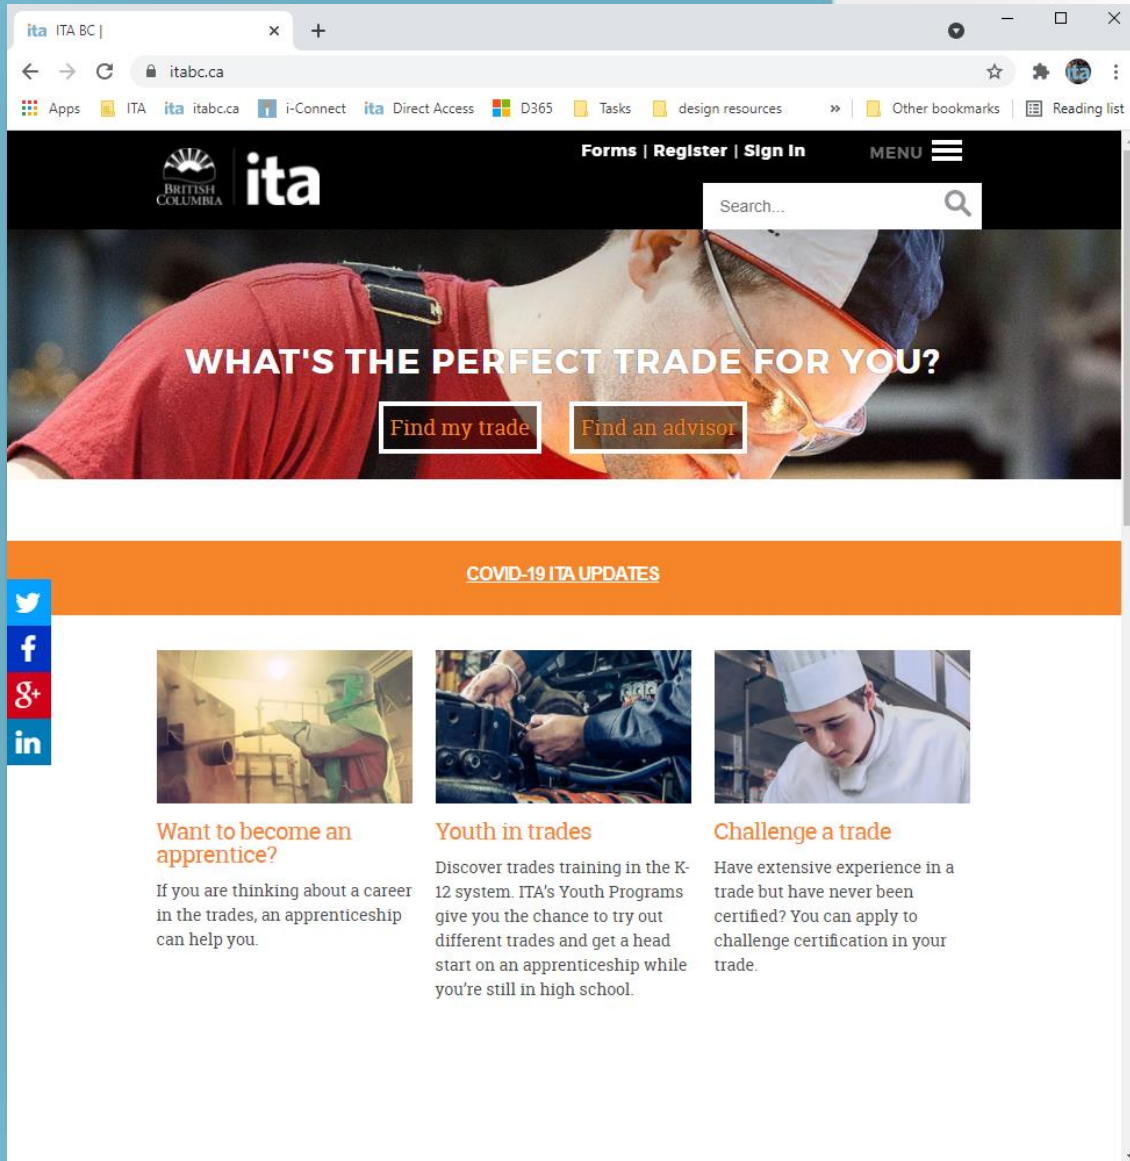 ita ITA BC |
itabc.ca
Apps ITA ita itabc.ca i-Connect ita Direct Access D365 Tasks design resources » Other bookmarks Reading list
Forms | Register | Sign In MENU
BRITISH COLUMBIA ita
Search...
WHAT'S THE PERFECT TRADE FOR YOU?
Find my trade Find an advisor
COVID-19 ITA UPDATES
f
g+
in
Want to become an
apprentice?
If you are thinking about a career
in the trades, an apprenticeship
can help you.
Youth in trades
Discover trades training in the K-
12 system. ITA's Youth Programs
give you the chance to try out
different trades and get a head
start on an apprenticeship while
you're still in high school.
Challenge a trade
Have extensive experience in a
trade but have never been
certified? You can apply to
challenge certification in your
trade.